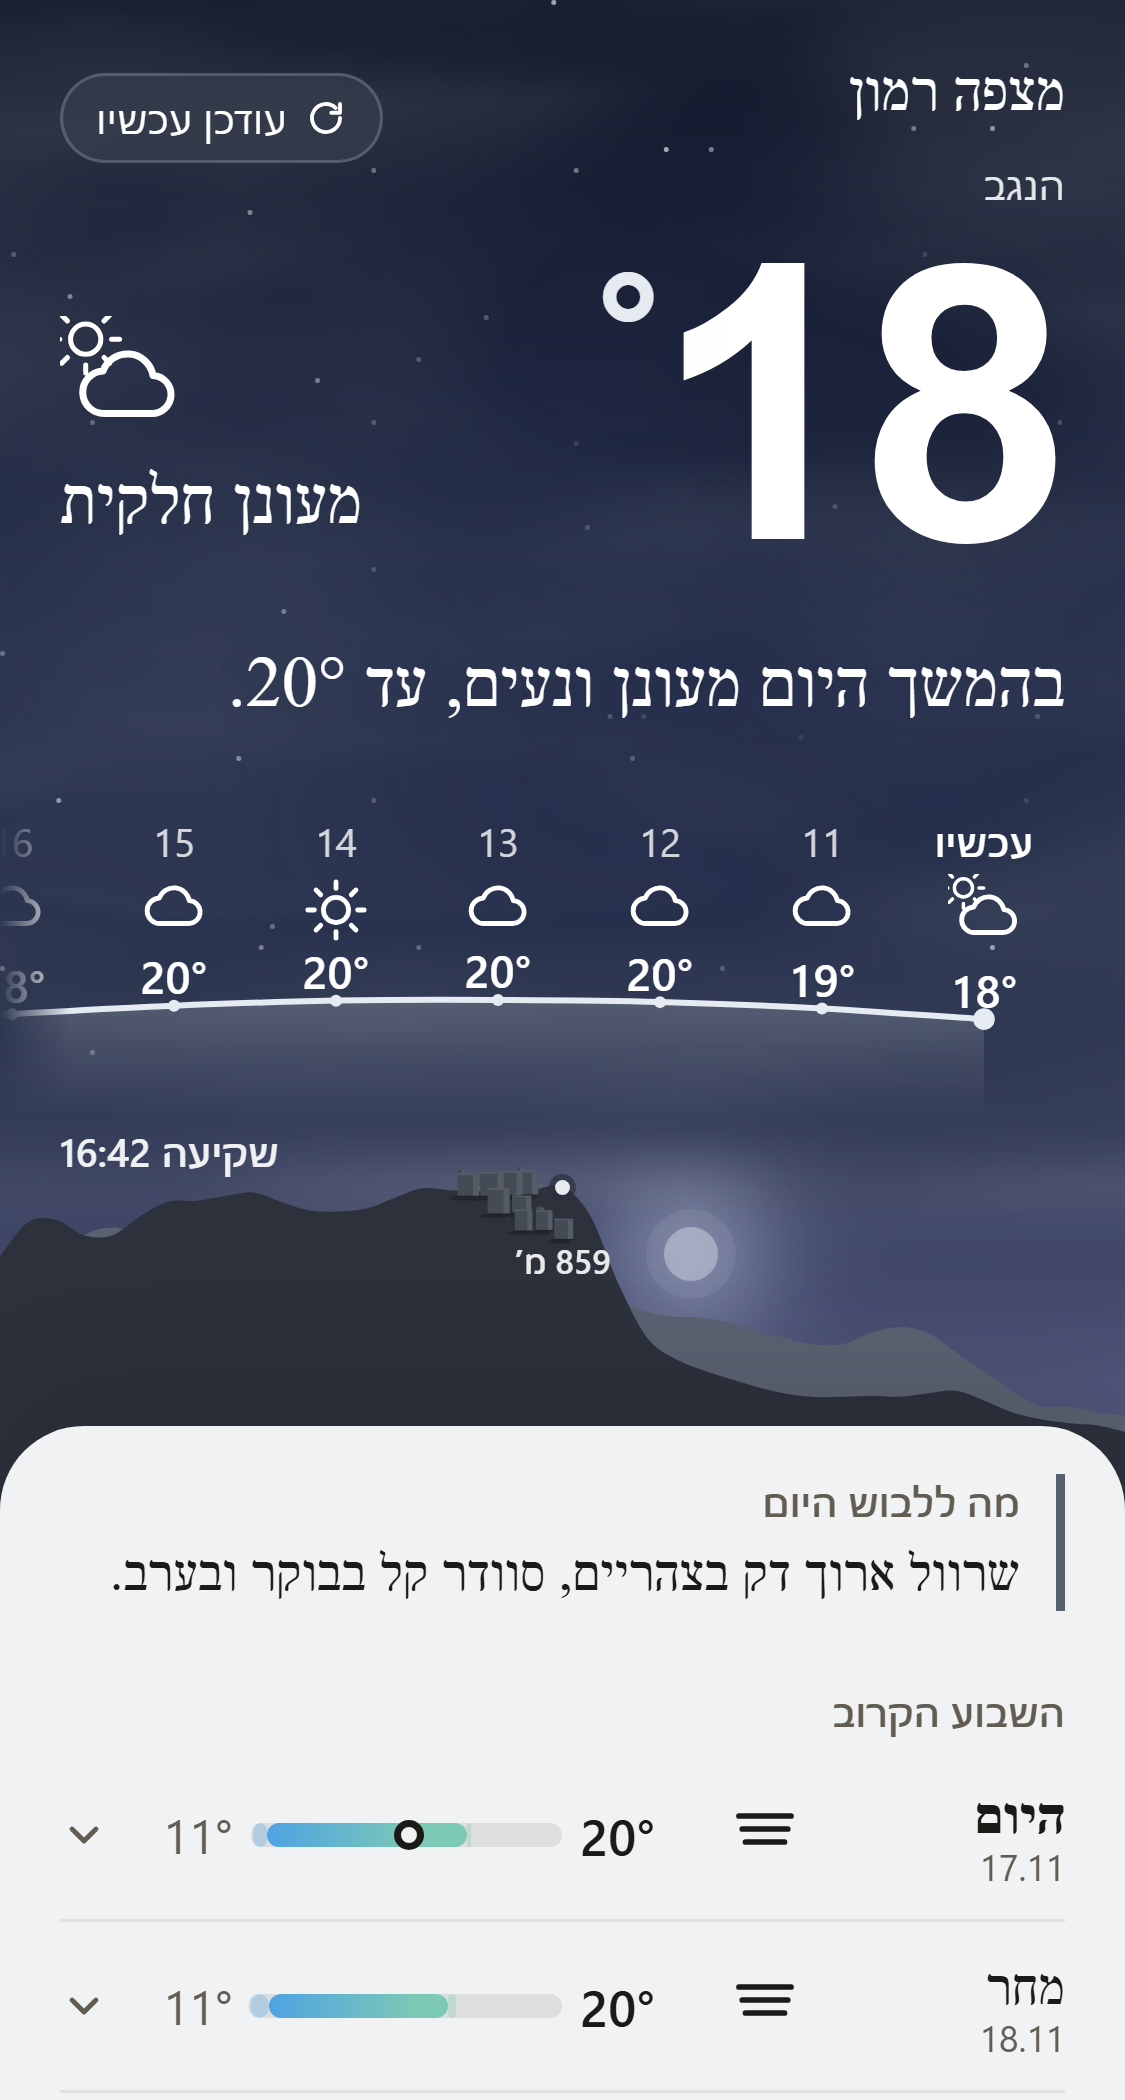 מצפה רמון
עודכן עכשיו
הנגב
18°
מעונן חלקית
בהמשך היום מעונן ונעים, עד 20°.
עכשיו 11 12 13 14 15
18° 19° 20° 20° 20° 20°
שקיעה 16:42
859 מ׳
מה ללבוש היום
שרוול ארוך דק בצהריים, סוודר קל בבוקר ובערב.
השבוע הקרוב
היום 20° 11°
17.11
מחר 20° 11°
18.11